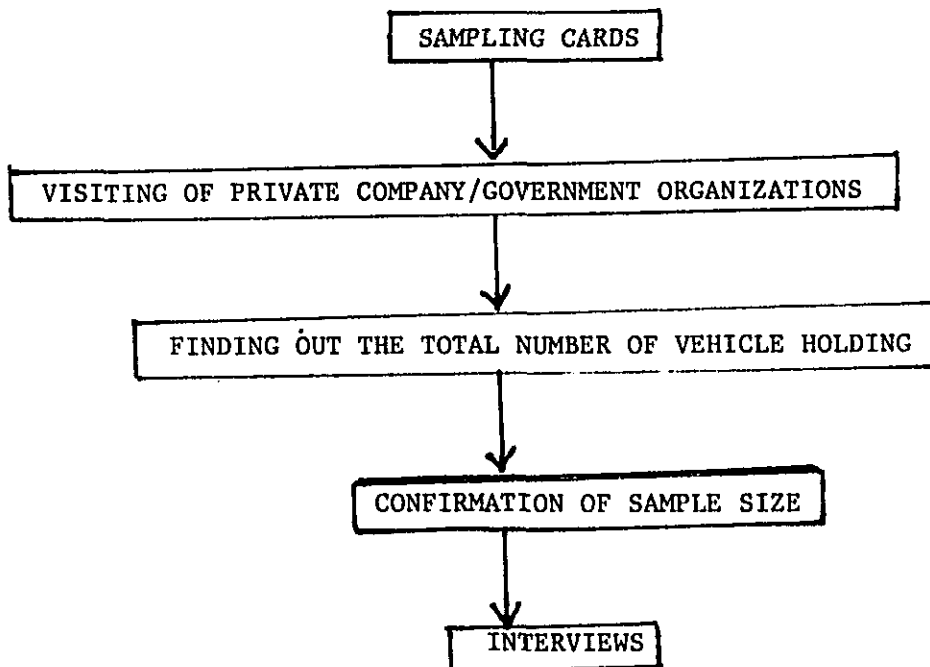 SAMPLING CARDS
VISITING OF PRIVATE COMPANY/GOVERNMENT ORGANIZATIONS
FINDING OUT THE TOTAL NUMBER OF VEHICLE HOLDING
CONFIRMATION OF SAMPLE SIZE
INTERVIEWS